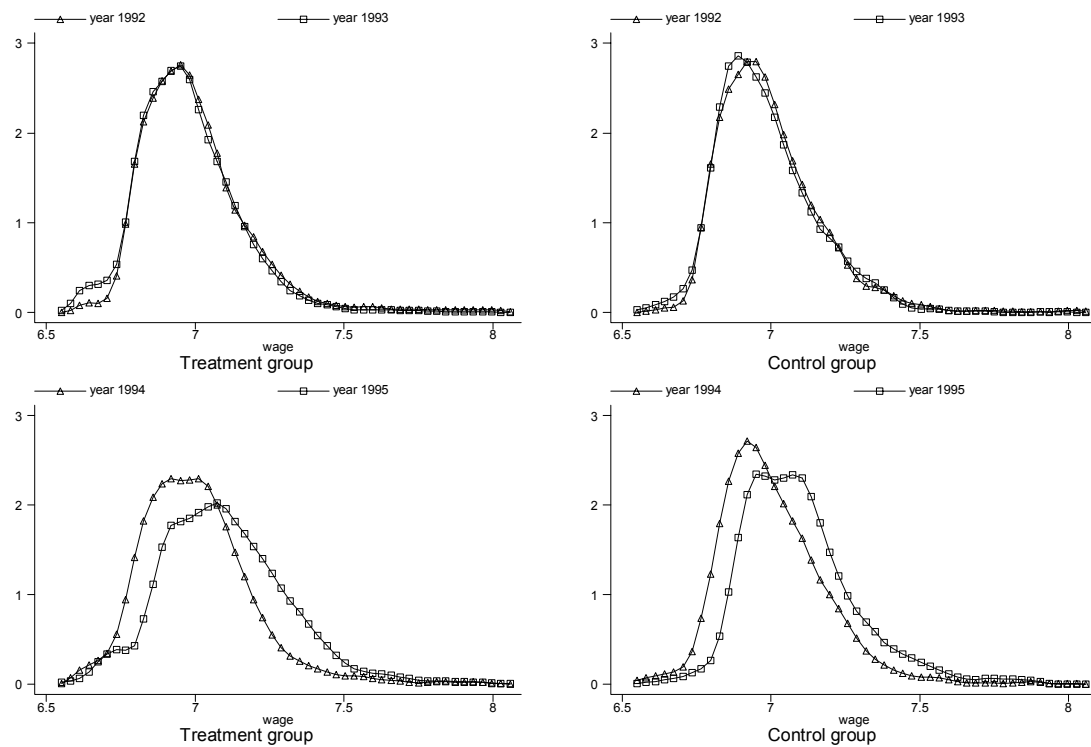 year 1992 year 1993 year 1992 year 1993
3 3
2 2
1 1
0 0
6.5 7 7.5 8 6.5 7 7.5 8
wage wage
Treatment group Control group
year 1994 year 1995 year 1994 year 1995
3 3
2 2
1 1
0 0
6.5 7 7.5 8 6.5 7 7.5 8
wage wage
Treatment group Control group